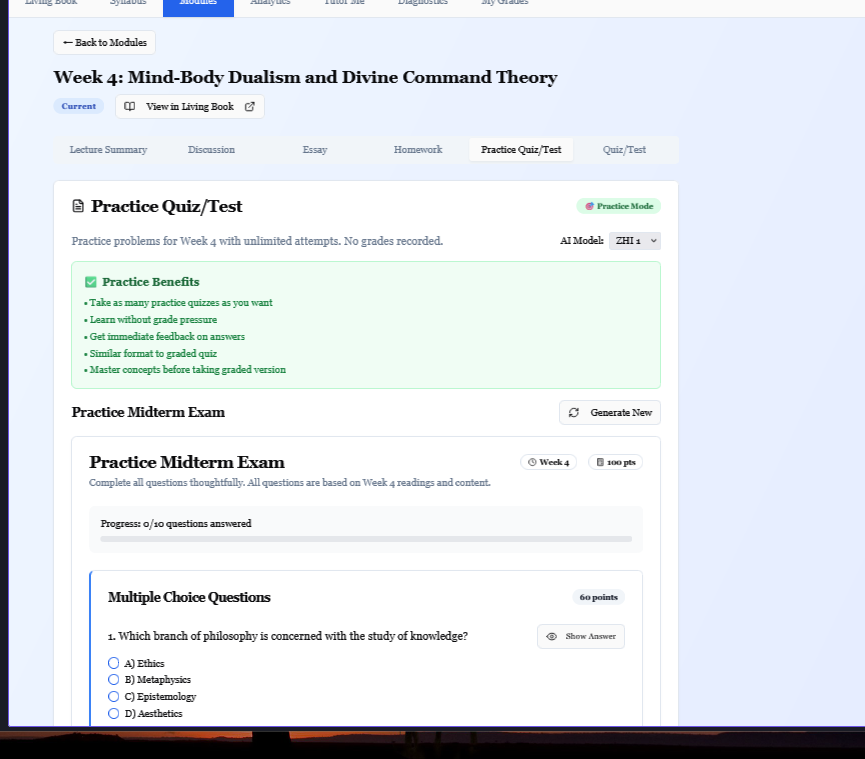 Living Book Syllabus Modules Analytics Tutor Me Diagnostics My Grades
← Back to Modules
Week 4: Mind-Body Dualism and Divine Command Theory
Current View in Living Book
Lecture Summary Discussion Essay Homework Practice Quiz/Test Quiz/Test
Practice Quiz/Test
Practice Mode
Practice problems for Week 4 with unlimited attempts. No grades recorded.
AI Model: ZHI 1
Practice Benefits
• Take as many practice quizzes as you want
• Learn without grade pressure
• Get immediate feedback on answers
• Similar format to graded quiz
• Master concepts before taking graded version
Practice Midterm Exam
Generate New
Practice Midterm Exam
Week 4 100 pts
Complete all questions thoughtfully. All questions are based on Week 4 readings and content.
Progress: 0/10 questions answered
Multiple Choice Questions
60 points
1. Which branch of philosophy is concerned with the study of knowledge?
Show Answer
A) Ethics
B) Metaphysics
C) Epistemology
D) Aesthetics